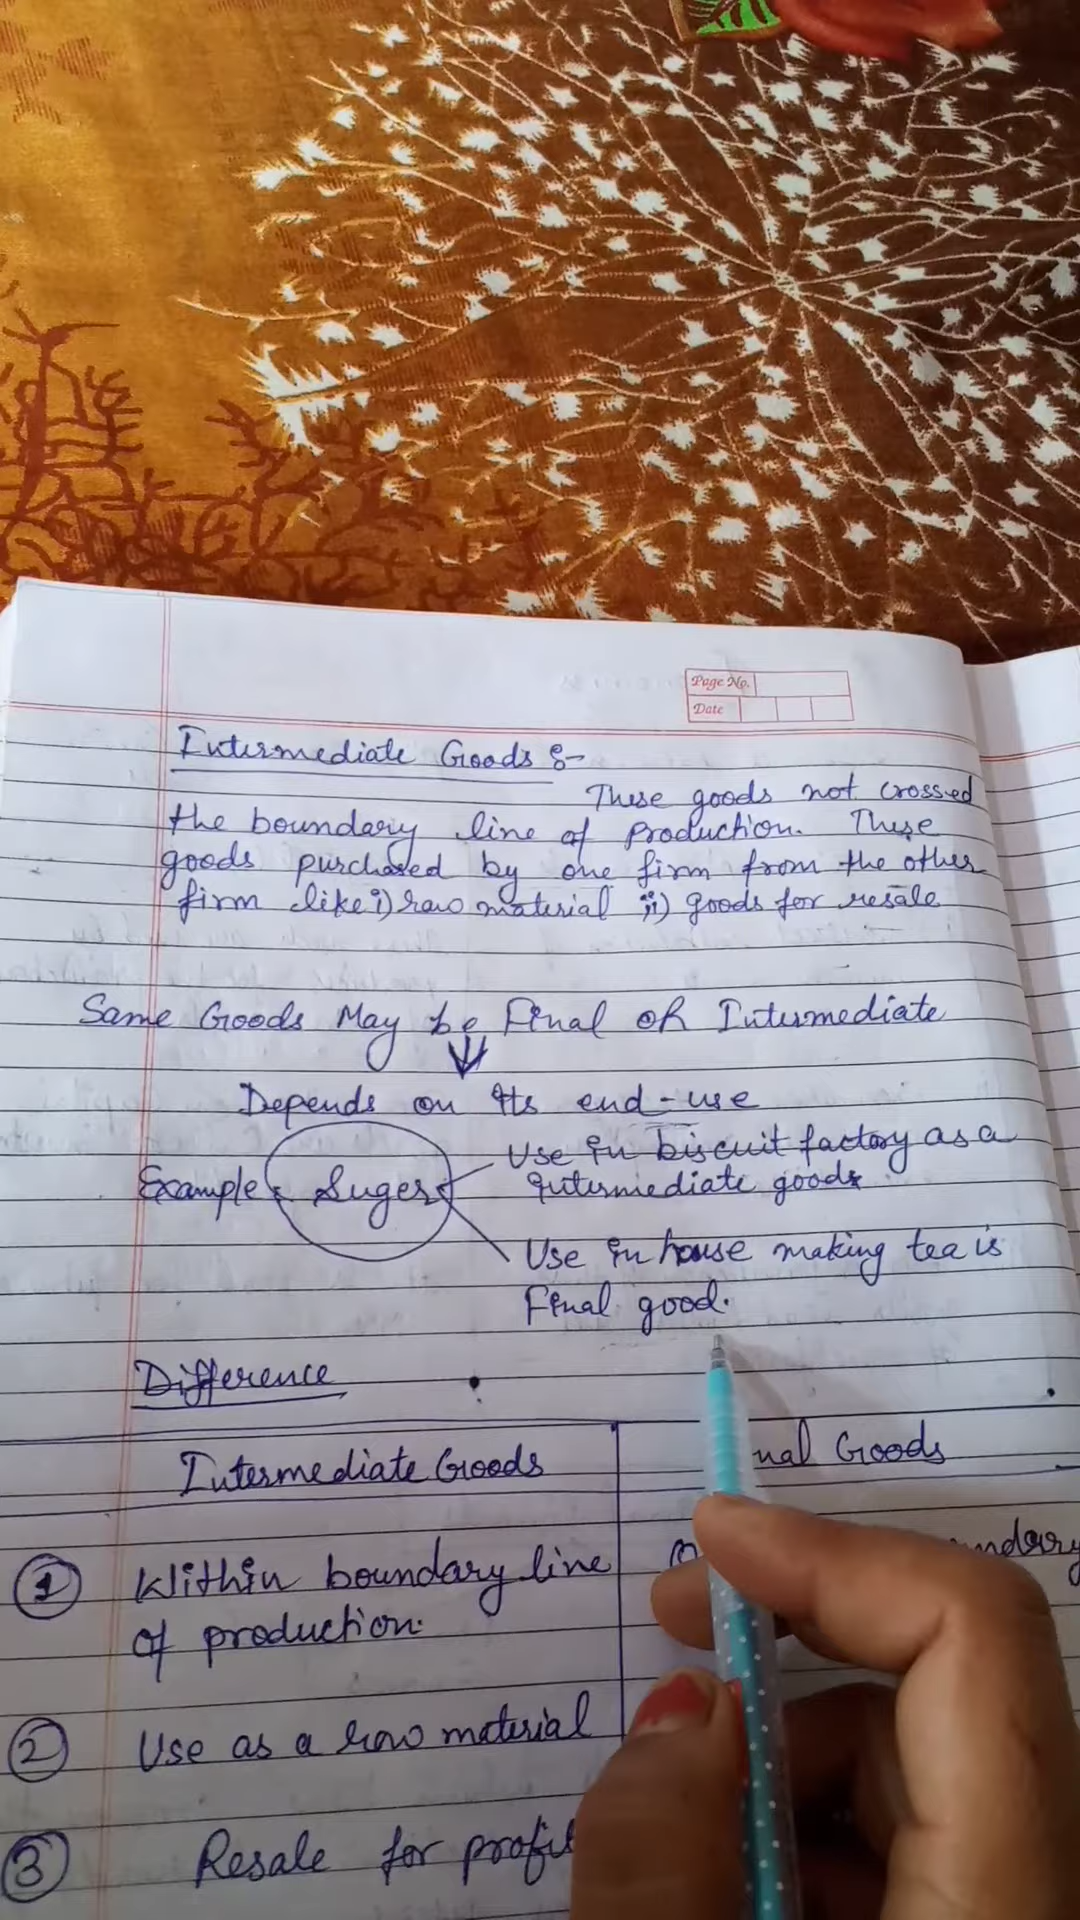 Page No.
Date
Intermediate Goods :-
These goods not crossed
the boundary line of production. These
goods purchased by one firm from the other
firm like i) raw material ii) goods for resale
Same Goods May be Final or Intermediate
Depends on its end-use
Use in biscuit factory as a
Example: Suger
intermediate goods
Use in house making tea is
Final good.
Difference
Intermediate Goods
nal Goods
① Within boundary line
of production.
ndary
② Use as a raw material
③ Resale for profit